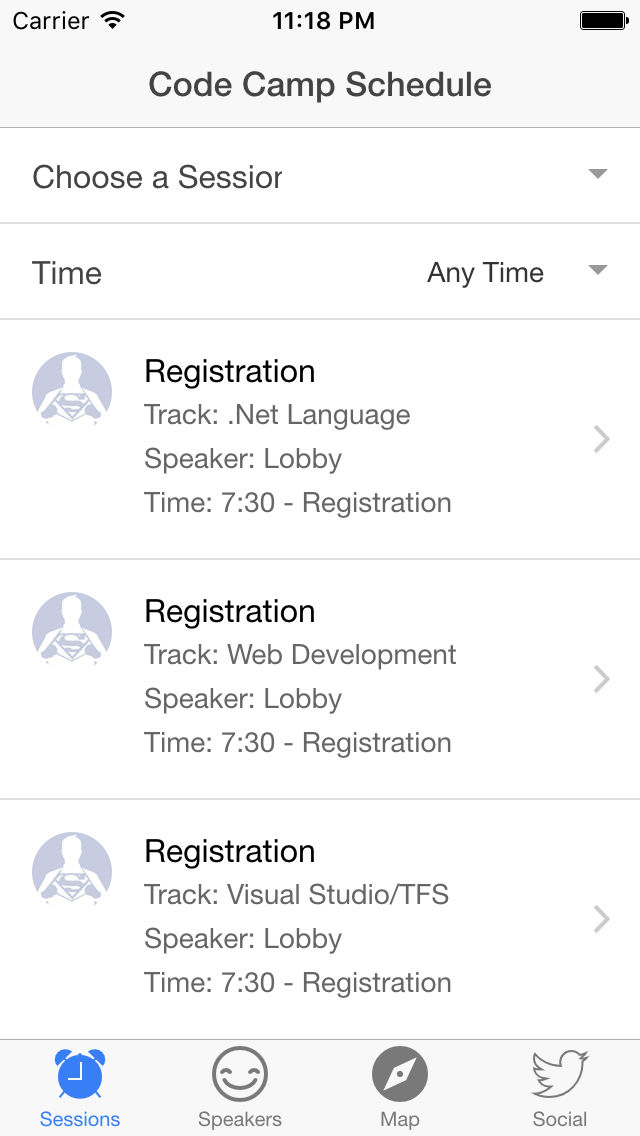 Carrier 11:18 PM
Code Camp Schedule
Choose a Session
Time Any Time
Registration
Track: .Net Language
Speaker: Lobby
Time: 7:30 - Registration
Registration
Track: Web Development
Speaker: Lobby
Time: 7:30 - Registration
Registration
Track: Visual Studio/TFS
Speaker: Lobby
Time: 7:30 - Registration
Sessions Speakers Map Social